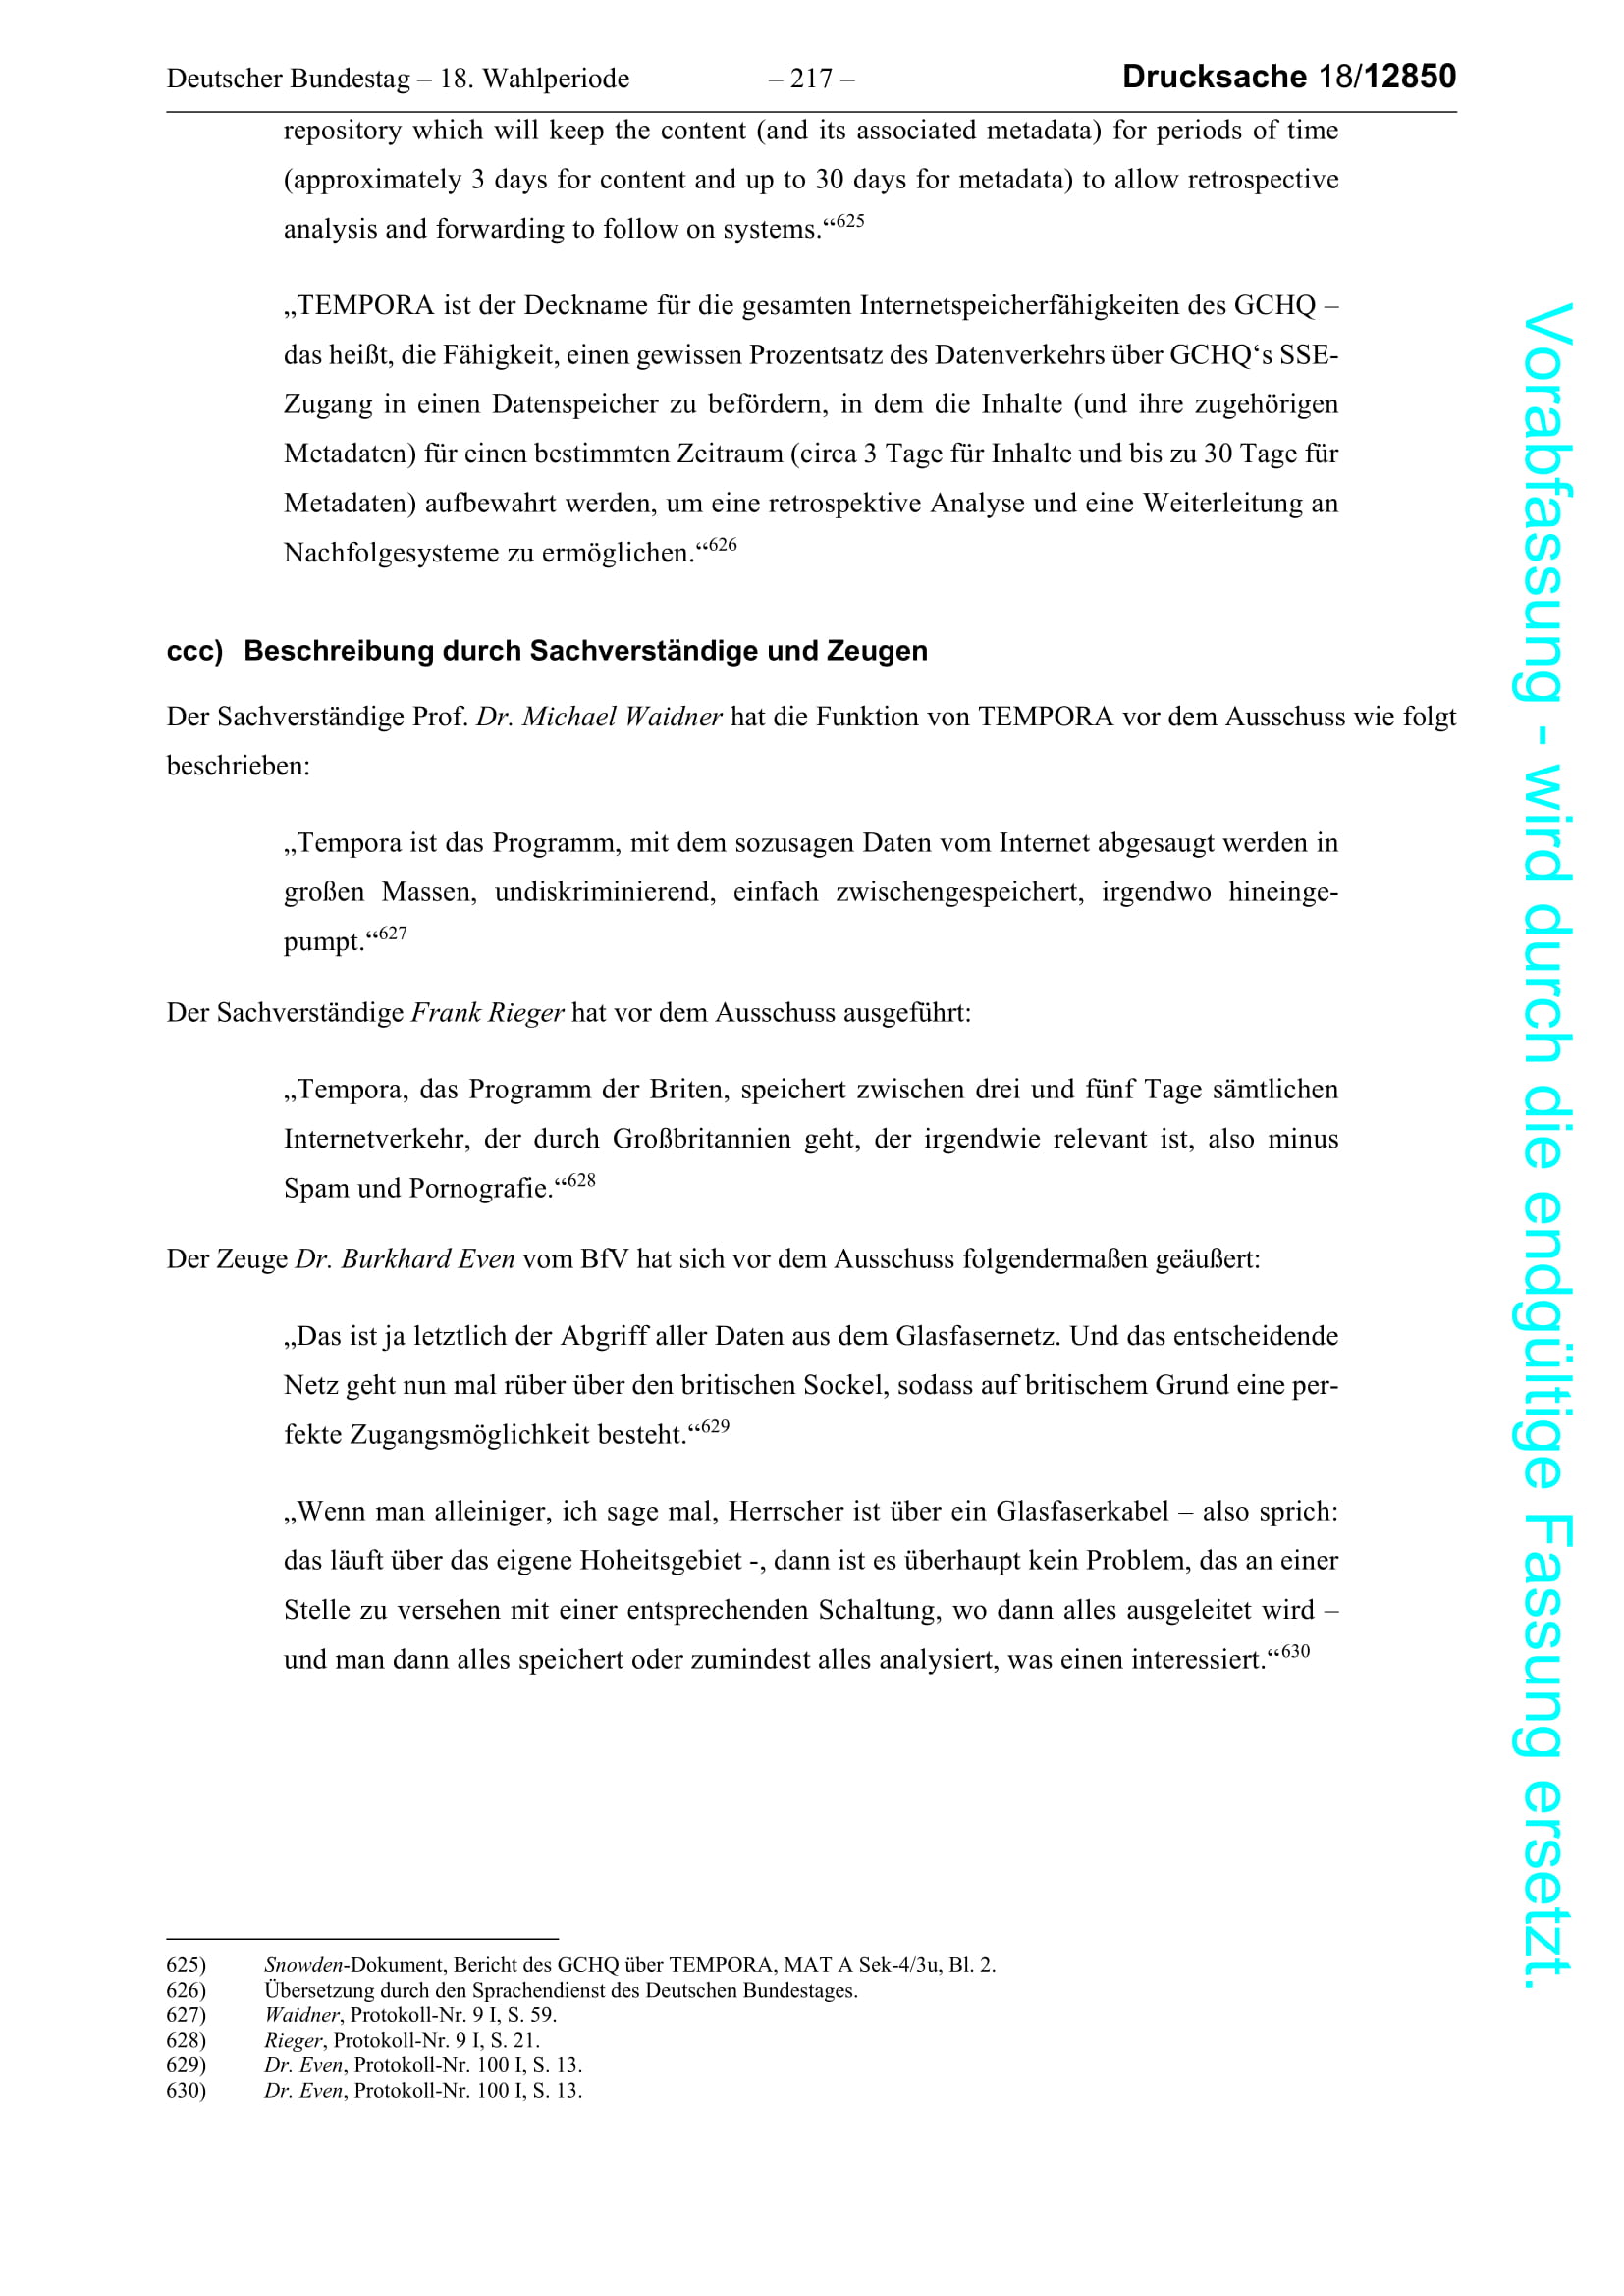 Deutscher Bundestag – 18. Wahlperiode – 217 – Drucksache 18/12850
repository which will keep the content (and its associated metadata) for periods of time
(approximately 3 days for content and up to 30 days for metadata) to allow retrospective
analysis and forwarding to follow on systems.“625
„TEMPORA ist der Deckname für die gesamten Internetspeicherfähigkeiten des GCHQ –
das heißt, die Fähigkeit, einen gewissen Prozentsatz des Datenverkehrs über GCHQ‘s SSE-
Zugang in einen Datenspeicher zu befördern, in dem die Inhalte (und ihre zugehörigen
Metadaten) für einen bestimmten Zeitraum (circa 3 Tage für Inhalte und bis zu 30 Tage für
Metadaten) aufbewahrt werden, um eine retrospektive Analyse und eine Weiterleitung an
Nachfolgesysteme zu ermöglichen.“626
ccc) Beschreibung durch Sachverständige und Zeugen
Der Sachverständige Prof. Dr. Michael Waidner hat die Funktion von TEMPORA vor dem Ausschuss wie folgt
beschrieben:
„Tempora ist das Programm, mit dem sozusagen Daten vom Internet abgesaugt werden in
großen Massen, undiskriminierend, einfach zwischengespeichert, irgendwo hineinge-
pumpt.“627
Der Sachverständige Frank Rieger hat vor dem Ausschuss ausgeführt:
„Tempora, das Programm der Briten, speichert zwischen drei und fünf Tage sämtlichen
Internetverkehr, der durch Großbritannien geht, der irgendwie relevant ist, also minus
Spam und Pornografie.“628
Der Zeuge Dr. Burkhard Even vom BfV hat sich vor dem Ausschuss folgendermaßen geäußert:
„Das ist ja letztlich der Abgriff aller Daten aus dem Glasfasernetz. Und das entscheidende
Netz geht nun mal rüber über den britischen Sockel, sodass auf britischem Grund eine per-
fekte Zugangsmöglichkeit besteht.“629
„Wenn man alleiniger, ich sage mal, Herrscher ist über ein Glasfaserkabel – also sprich:
das läuft über das eigene Hoheitsgebiet -, dann ist es überhaupt kein Problem, das an einer
Stelle zu versehen mit einer entsprechenden Schaltung, wo dann alles ausgeleitet wird –
und man dann alles speichert oder zumindest alles analysiert, was einen interessiert.“630
625) Snowden-Dokument, Bericht des GCHQ über TEMPORA, MAT A Sek-4/3u, Bl. 2.
626) Übersetzung durch den Sprachendienst des Deutschen Bundestages.
627) Waidner, Protokoll-Nr. 9 I, S. 59.
628) Rieger, Protokoll-Nr. 9 I, S. 21.
629) Dr. Even, Protokoll-Nr. 100 I, S. 13.
630) Dr. Even, Protokoll-Nr. 100 I, S. 13.
Vorabfassung - wird durch die endgültige Fassung ersetzt.